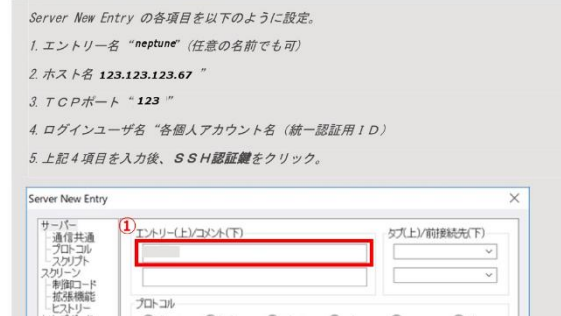 Server New Entry の各項目を以下のように設定。
1. エントリー名 “neptune” (任意の名前でも可)
2. ホスト名 123.123.123.67 ”
3. ＴＣＰポート “ 123 ”
4. ログインユーザ名 “各個人アカウント名（統一認証用ＩＤ）
5. 上記４項目を入力後、ＳＳＨ認証鍵をクリック。
Server New Entry
サーバー
通信共通
プロトコル
スクリプト
スクリーン
制御コード
拡張機能
ヒストリー
①
エントリー(上)/コメント(下)
タブ(上)/前接続先(下)
プロトコル